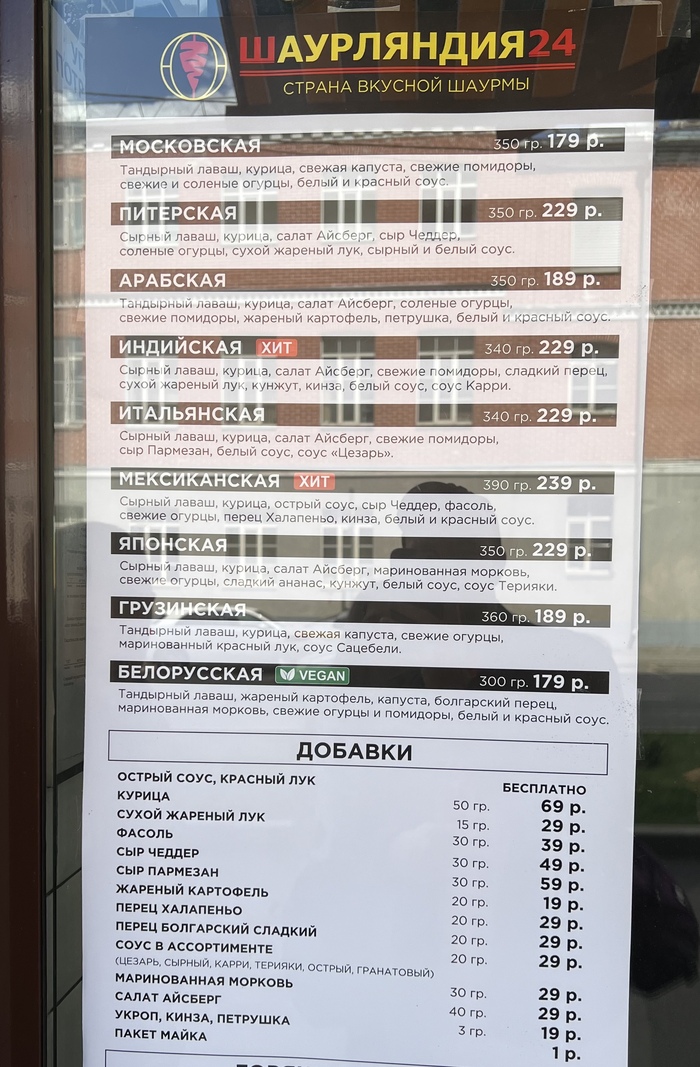 ШАУРЛЯНДИЯ24
СТРАНА ВКУСНОЙ ШАУРМЫ
МОСКОВСКАЯ 350 гр. 179 р.
Тандырный лаваш, курица, свежая капуста, свежие помидоры,
свежие и соленые огурцы, белый и красный соус.
ПИТЕРСКАЯ 350 гр. 229 р.
Сырный лаваш, курица, салат Айсберг, сыр Чеддер,
соленые огурцы, сухой жареный лук, сырный и белый соус.
АРАБСКАЯ 350 гр. 189 р.
Тандырный лаваш, курица, салат Айсберг, соленые огурцы,
свежие помидоры, жареный картофель, петрушка, белый и красный соус.
ИНДИЙСКАЯ ХИТ 340 гр. 229 р.
Сырный лаваш, курица, салат Айсберг, свежие помидоры, сладкий перец,
сухой жареный лук, кунжут, кинза, белый соус, соус Карри.
ИТАЛЬЯНСКАЯ 340 гр. 229 р.
Сырный лаваш, курица, салат Айсберг, свежие помидоры,
сыр Пармезан, белый соус, соус «Цезарь».
МЕКСИКАНСКАЯ ХИТ 390 гр. 239 р.
Сырный лаваш, курица, острый соус, сыр Чеддер, фасоль,
свежие огурцы, перец Халапеньо, кинза, белый и красный соус.
ЯПОНСКАЯ 350 гр. 229 р.
Сырный лаваш, курица, салат Айсберг, маринованная морковь,
свежие огурцы, сладкий ананас, кунжут, белый соус, соус Терияки.
ГРУЗИНСКАЯ 360 гр. 189 р.
Тандырный лаваш, курица, свежая капуста, свежие огурцы,
маринованный красный лук, соус Сацебели.
БЕЛОРУССКАЯ VEGAN 300 гр. 179 р.
Тандырный лаваш, жареный картофель, капуста, болгарский перец,
маринованная морковь, свежие огурцы и помидоры, белый и красный соус.
ДОБАВКИ
ОСТРЫЙ СОУС, КРАСНЫЙ ЛУК БЕСПЛАТНО
КУРИЦА 50 гр. 69 р.
СУХОЙ ЖАРЕНЫЙ ЛУК 15 гр. 29 р.
ФАСОЛЬ 30 гр. 39 р.
СЫР ЧЕДДЕР 30 гр. 49 р.
СЫР ПАРМЕЗАН 30 гр. 59 р.
ЖАРЕНЫЙ КАРТОФЕЛЬ 20 гр. 19 р.
ПЕРЕЦ ХАЛАПЕНЬО 20 гр. 29 р.
ПЕРЕЦ БОЛГАРСКИЙ СЛАДКИЙ 20 гр. 29 р.
СОУС В АССОРТИМЕНТЕ 20 гр. 29 р.
(ЦЕЗАРЬ, СЫРНЫЙ, КАРРИ, ТЕРИЯКИ, ОСТРЫЙ, ГРАНАТОВЫЙ)
МАРИНОВАННАЯ МОРКОВЬ 30 гр. 29 р.
САЛАТ АЙСБЕРГ 40 гр. 29 р.
УКРОП, КИНЗА, ПЕТРУШКА 3 гр. 19 р.
ПАКЕТ МАЙКА 1 р.